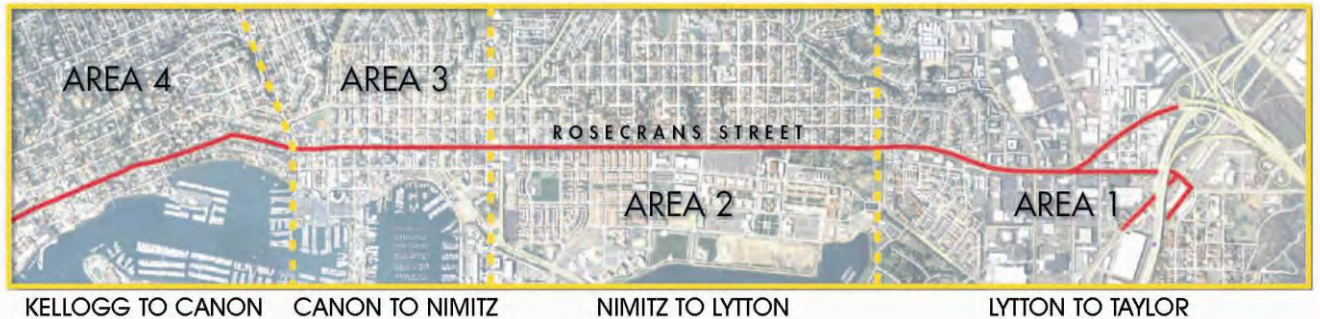 AREA 4
AREA 3
ROSECRANS STREET
AREA 2
AREA 1
KELLOGG TO CANON
CANON TO NIMITZ
NIMITZ TO LYTTON
LYTTON TO TAYLOR